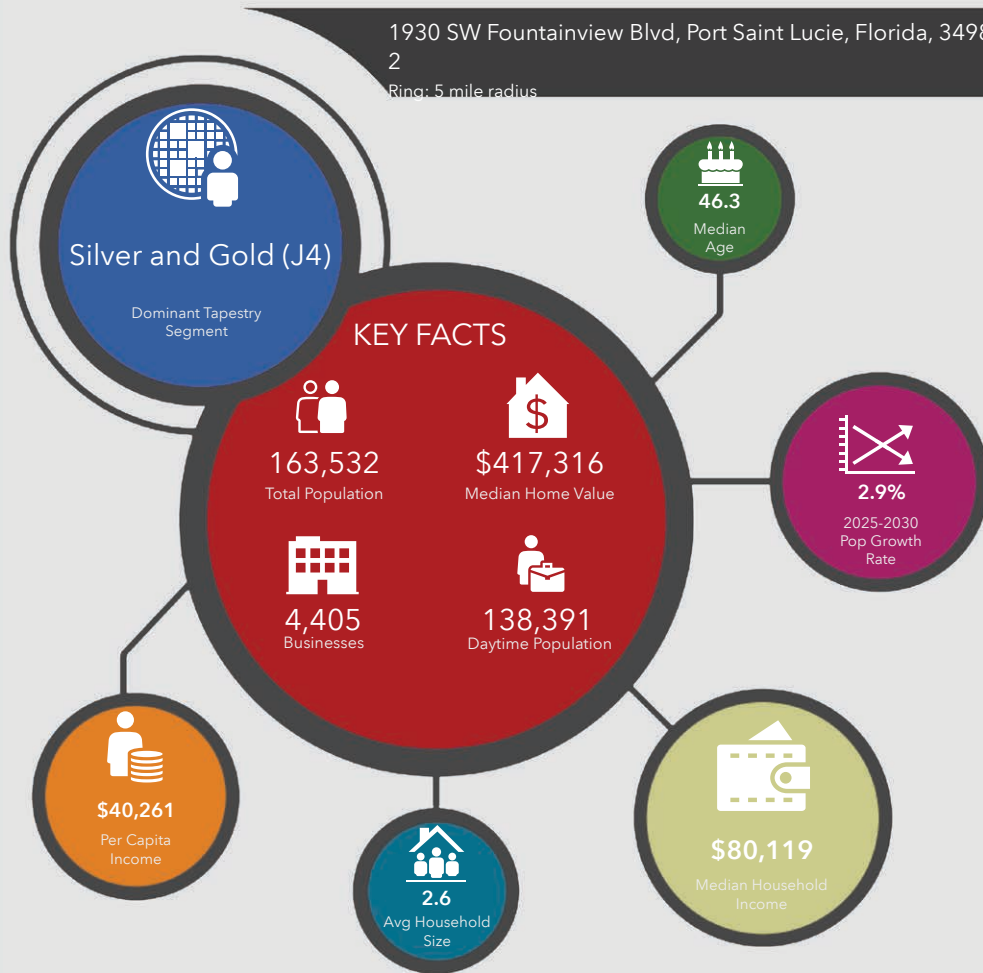 1930 SW Fountainview Blvd, Port Saint Lucie, Florida, 3498
2
Ring: 5 mile radius
46.3
Median
Age
Silver and Gold (J4)
Dominant Tapestry
Segment
KEY FACTS
163,532
Total Population
$417,316
Median Home Value
2.9%
2025-2030
Pop Growth
Rate
4,405
Businesses
138,391
Daytime Population
$40,261
Per Capita
Income
2.6
Avg Household
Size
$80,119
Median Household
Income